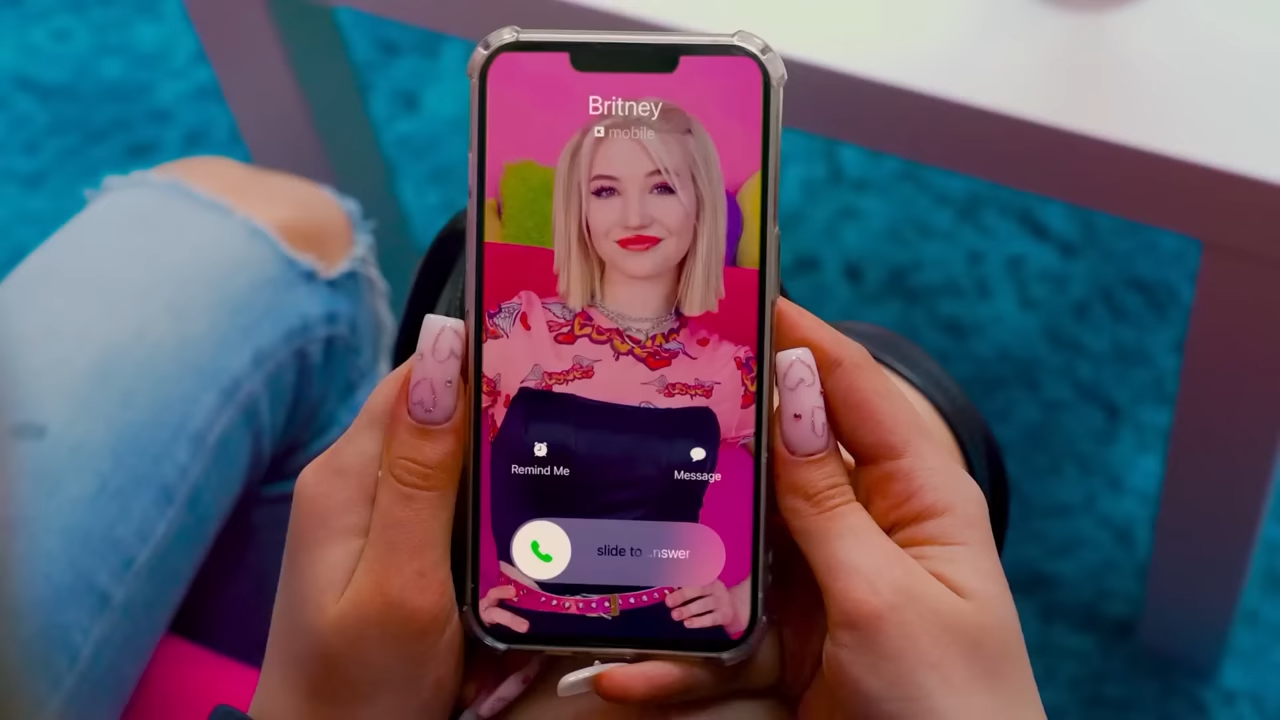 Britney
mobile
Remind Me
Message
slide to answer